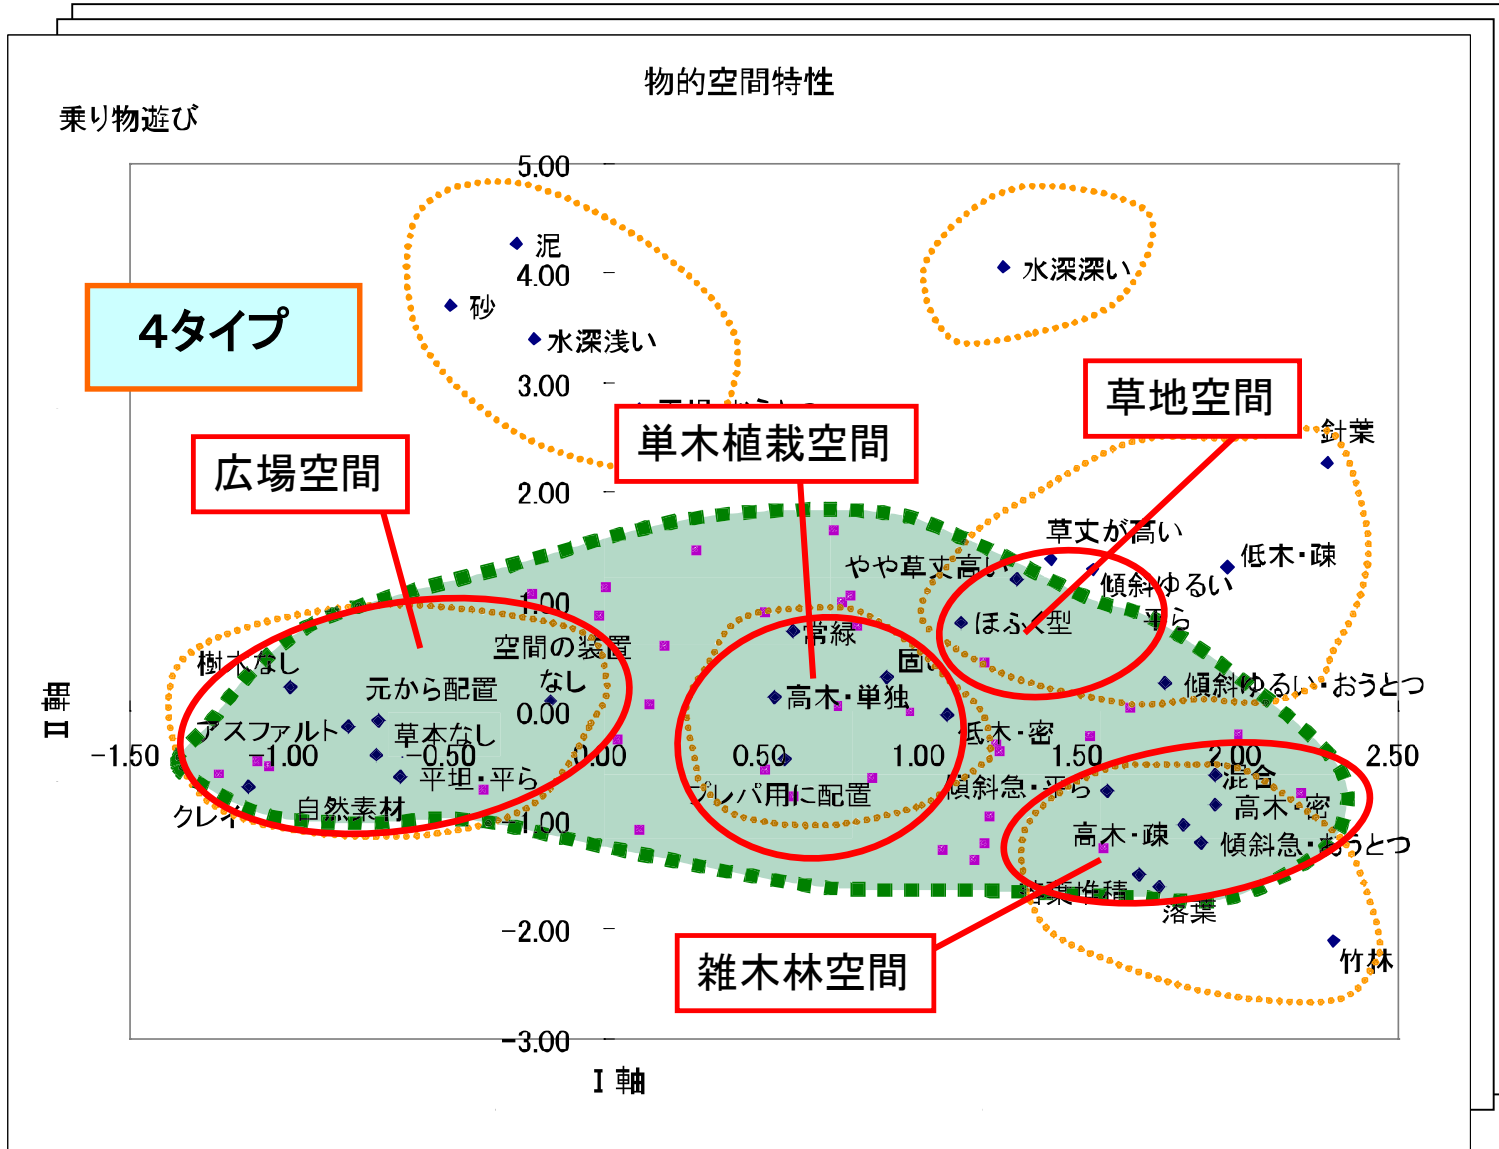 物的空間特性
乗り物遊び
5.00
泥
4.00
水深深い
砂
4タイプ
水深浅い
3.00
草地空間
単木植栽空間
針葉
広場空間
2.00
草丈が高い
低木・疎
やや草丈高い
傾斜ゆるい
1.00
ほふく型
平ら
常緑
空間の装置
なし
樹木なし
固い
元から配置
高木・単独
傾斜ゆるい・おうとつ
Ⅱ軸
0.00
アスファルト
草本なし
低木・密
-1.50
-1.00
-0.50
0.00
0.50
1.00
1.50
2.00
2.50
平坦・平ら
混合
傾斜急・平ら
プレパ用に配置
自然素材
高木・密
クレイ
-1.00
高木・疎
傾斜急・おうとつ
落葉堆積
落葉
-2.00
竹林
雑木林空間
-3.00
Ⅰ軸